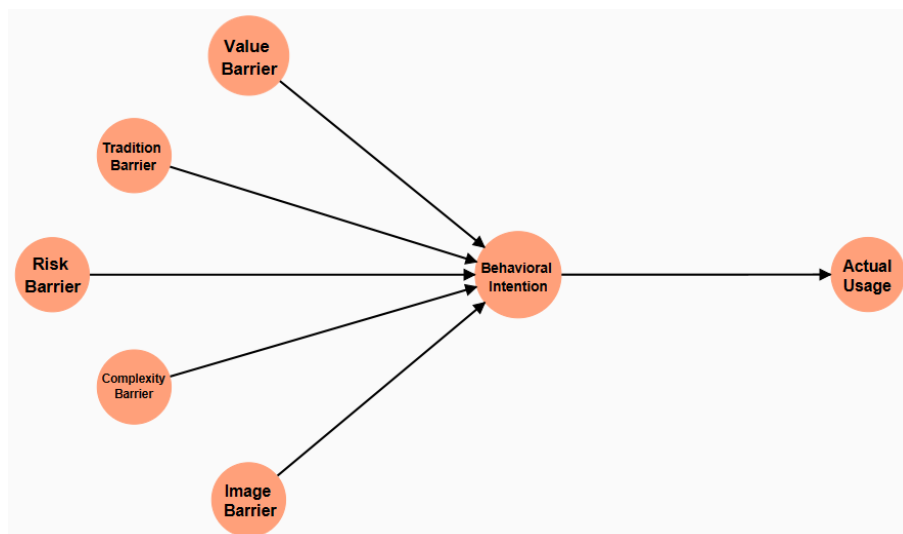 Value
Barrier
Tradition
Barrier
Risk
Barrier
Behavioral
Intention
Actual
Usage
Complexity
Barrier
Image
Barrier